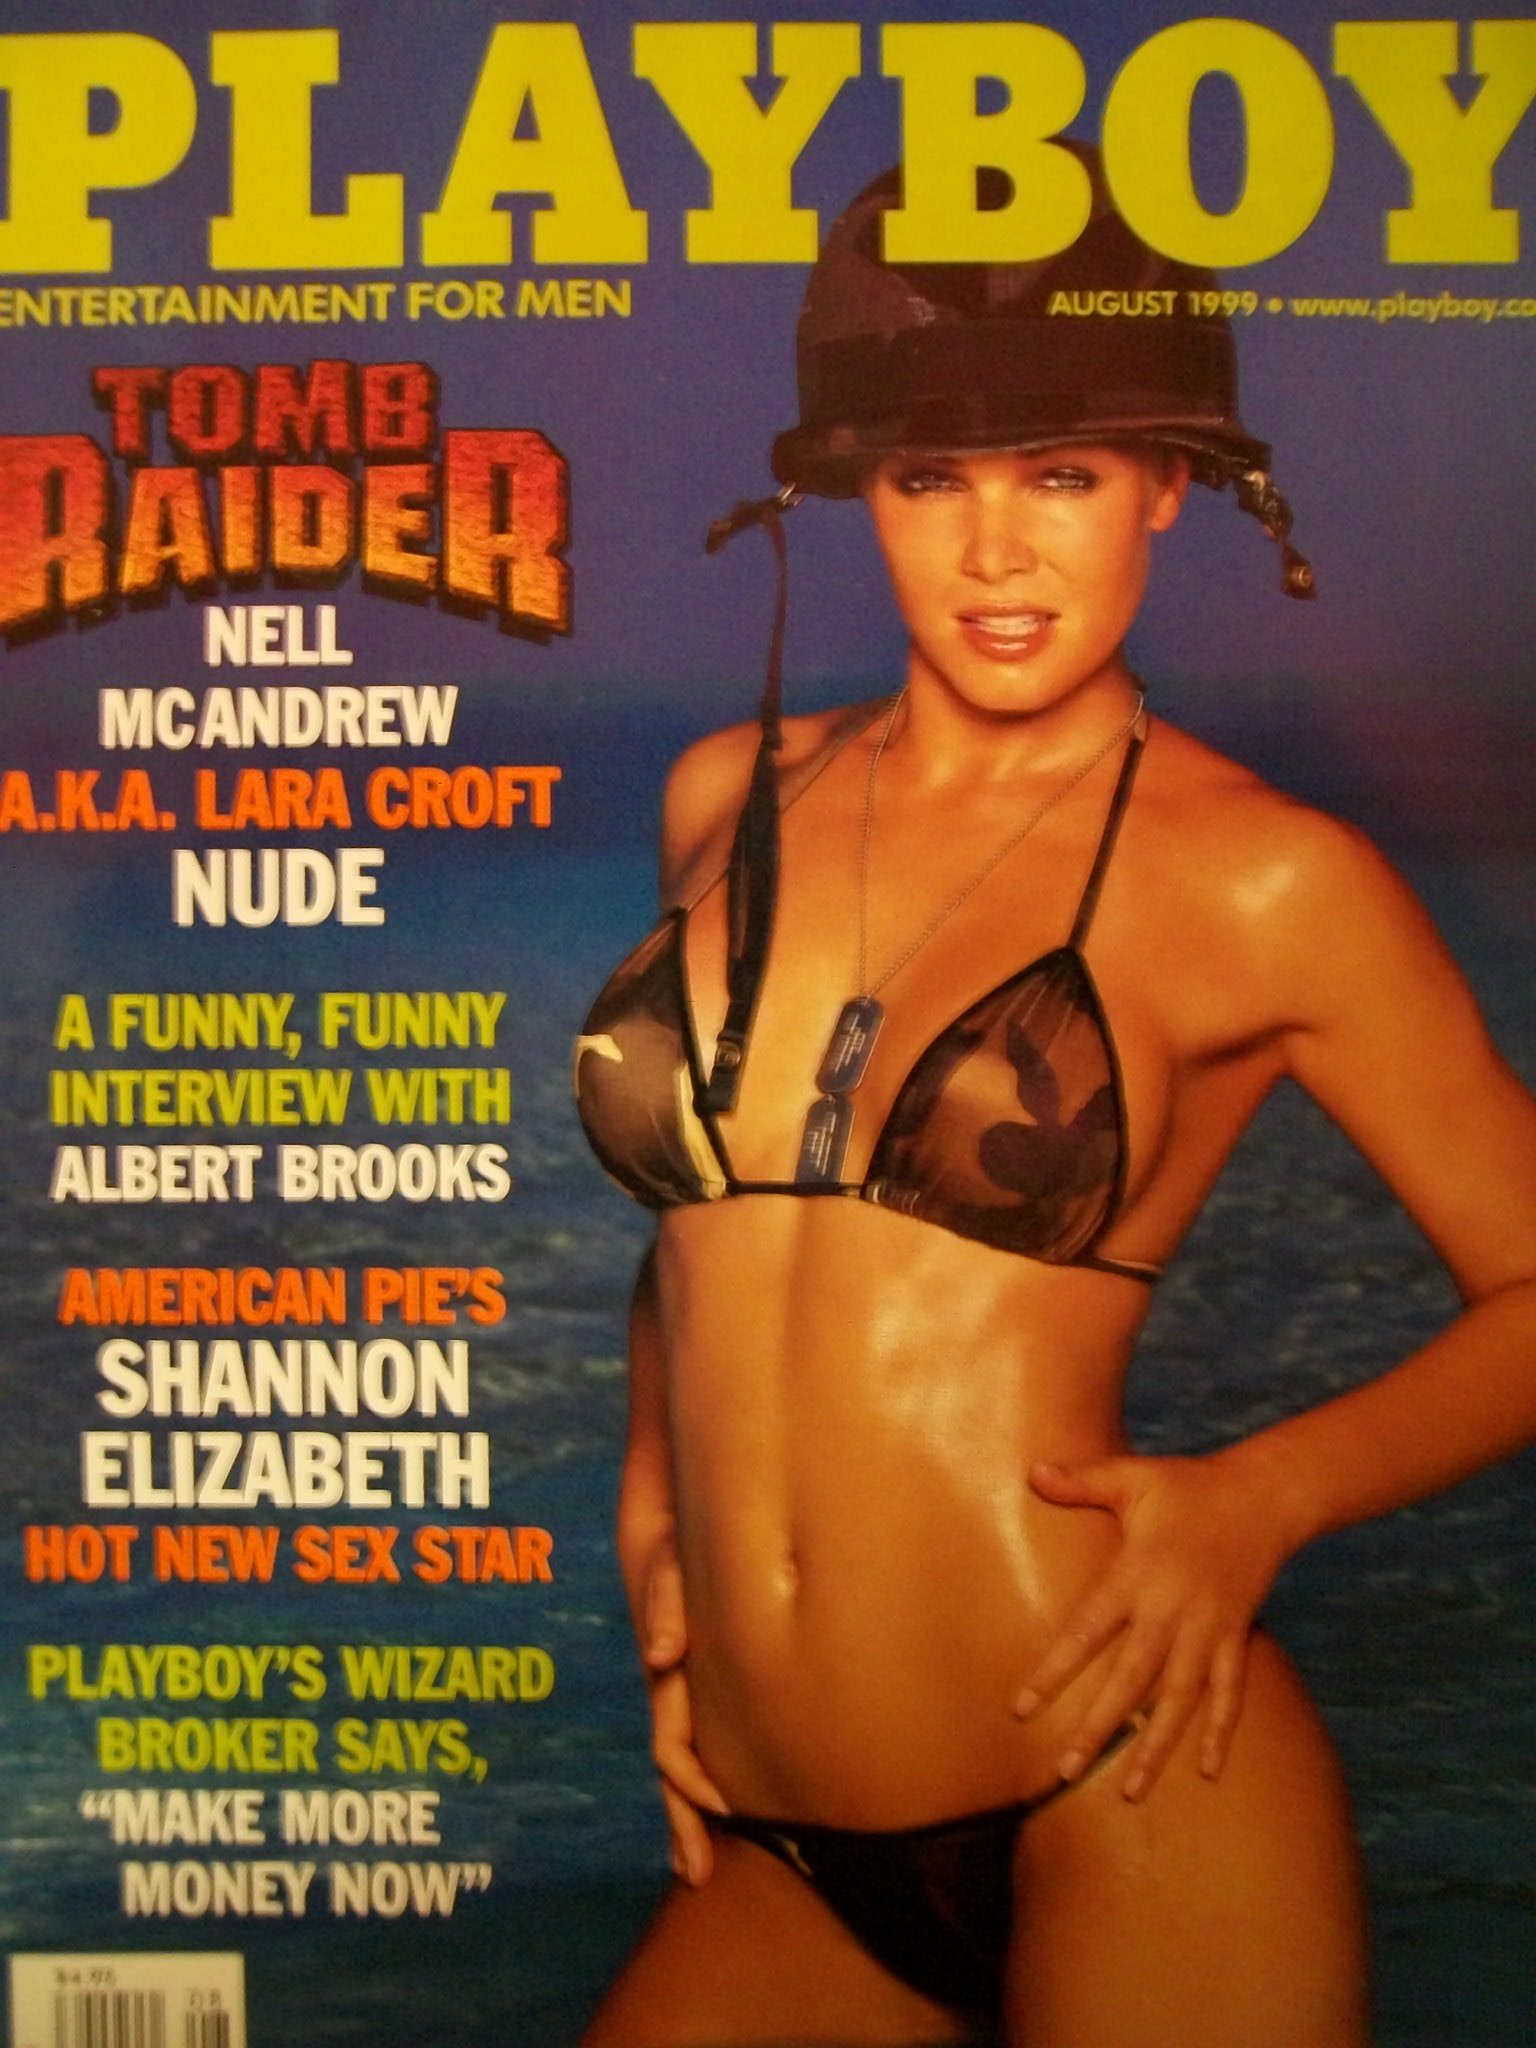 PLAYBOY
ENTERTAINMENT FOR MEN
AUGUST 1999 • www.playboy.co
TOMB
RAIDER
NELL
MCANDREW
A.K.A. LARA CROFT
NUDE
A FUNNY, FUNNY
INTERVIEW WITH
ALBERT BROOKS
AMERICAN PIE'S
SHANNON
ELIZABETH
HOT NEW SEX STAR
PLAYBOY'S WIZARD
BROKER SAYS,
“MAKE MORE
MONEY NOW”